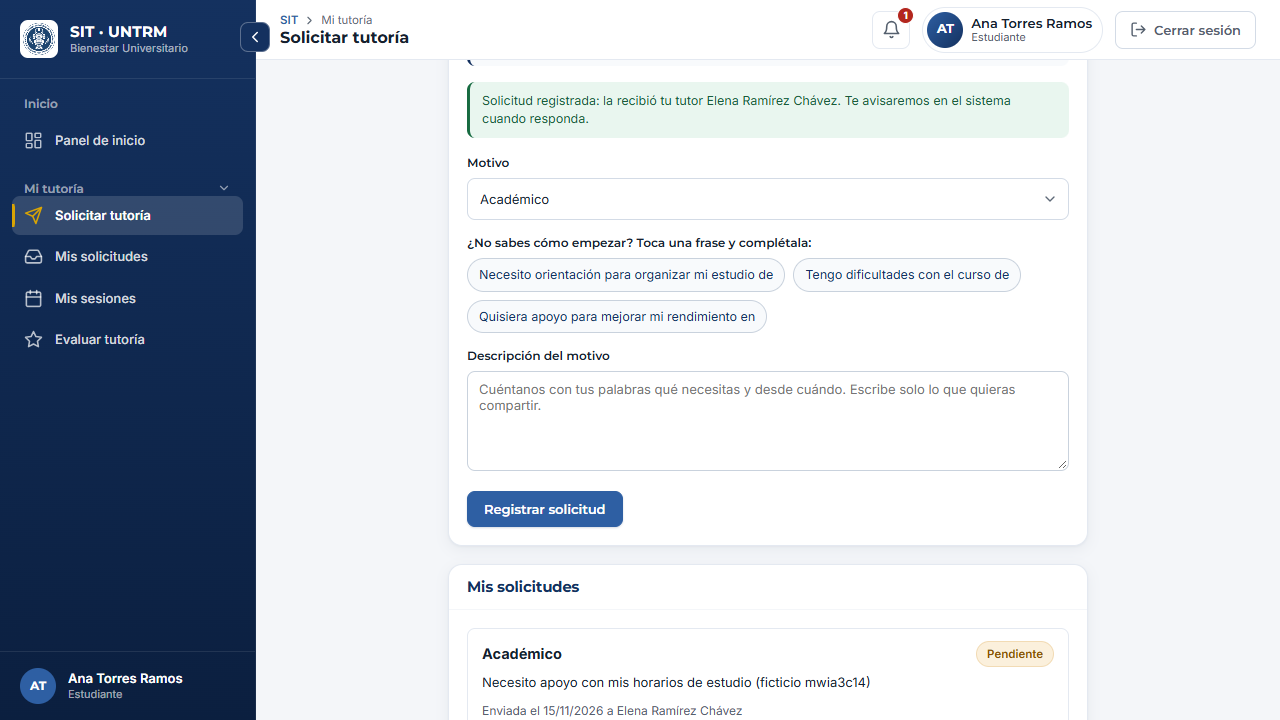 SIT · UNTRM
Bienestar Universitario
Inicio
Panel de inicio
Mi tutoría
Solicitar tutoría
Mis solicitudes
Mis sesiones
Evaluar tutoría
AT
Ana Torres Ramos
Estudiante
SIT > Mi tutoría
Solicitar tutoría
1
AT
Ana Torres Ramos
Estudiante
Cerrar sesión
Solicitud registrada: la recibió tu tutor Elena Ramírez Chávez. Te avisaremos en el sistema
cuando responda.
Motivo
Académico
¿No sabes cómo empezar? Toca una frase y complétala:
Necesito orientación para organizar mi estudio de
Tengo dificultades con el curso de
Quisiera apoyo para mejorar mi rendimiento en
Descripción del motivo
Cuéntanos con tus palabras qué necesitas y desde cuándo. Escribe solo lo que quieras
compartir.
Registrar solicitud
Mis solicitudes
Académico
Pendiente
Necesito apoyo con mis horarios de estudio (ficticio mwia3c14)
Enviada el 15/11/2026 a Elena Ramírez Chávez